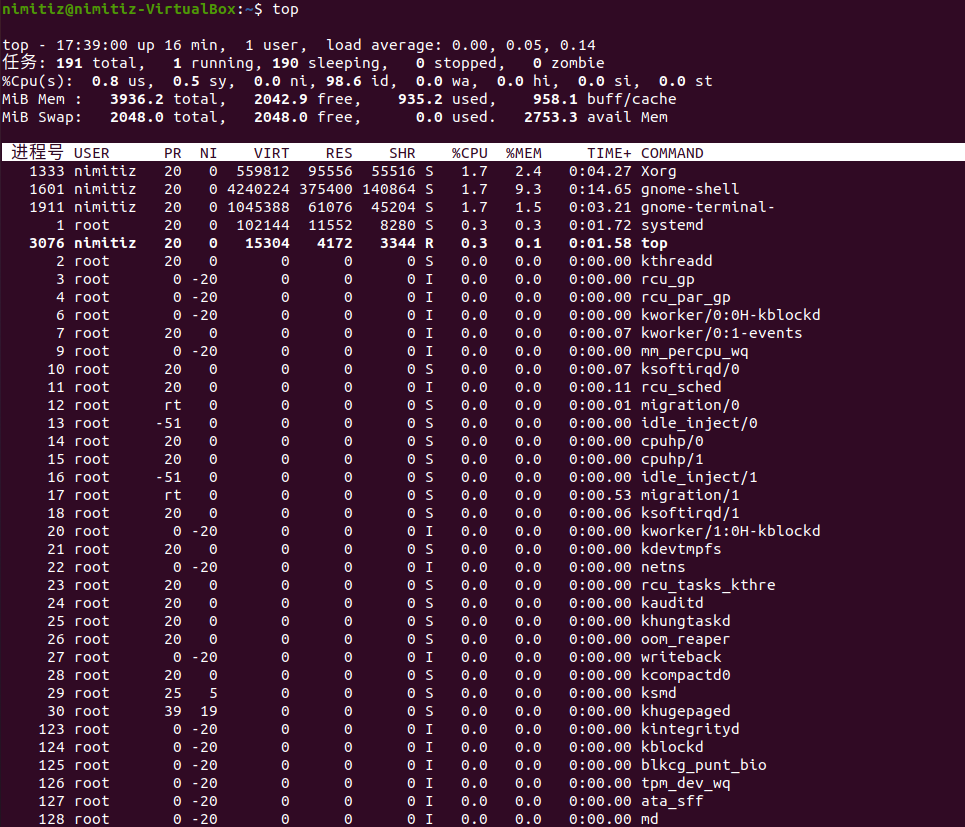 nimitiz@nimitiz-VirtualBox:~$ top
top - 17:39:00 up 16 min,  1 user,  load average: 0.00, 0.05, 0.14
任务: 191 total,   1 running, 190 sleeping,   0 stopped,   0 zombie
%Cpu(s):  0.8 us,  0.5 sy,  0.0 ni, 98.6 id,  0.0 wa,  0.0 hi,  0.0 si,  0.0 st
MiB Mem :   3936.2 total,   2042.9 free,    935.2 used,    958.1 buff/cache
MiB Swap:   2048.0 total,   2048.0 free,      0.0 used.   2753.3 avail Mem
进程号 USER      PR  NI    VIRT    RES    SHR   %CPU  %MEM     TIME+ COMMAND
1333 nimitiz   20   0  559812  95556  55516 S   1.7   2.4   0:04.27 Xorg
1601 nimitiz   20   0 4240224 375400 140864 S   1.7   9.3   0:14.65 gnome-shell
1911 nimitiz   20   0 1045388  61076  45204 S   1.7   1.5   0:03.21 gnome-terminal-
1 root      20   0  102144  11552   8280 S   0.3   0.3   0:01.72 systemd
3076 nimitiz   20   0   15304   4172   3344 R   0.3   0.1   0:01.58 top
2 root      20   0       0      0      0 S   0.0   0.0   0:00.00 kthreadd
3 root       0 -20       0      0      0 I   0.0   0.0   0:00.00 rcu_gp
4 root       0 -20       0      0      0 I   0.0   0.0   0:00.00 rcu_par_gp
6 root       0 -20       0      0      0 I   0.0   0.0   0:00.00 kworker/0:0H-kblockd
7 root      20   0       0      0      0 I   0.0   0.0   0:00.07 kworker/0:1-events
9 root       0 -20       0      0      0 I   0.0   0.0   0:00.00 mm_percpu_wq
10 root      20   0       0      0      0 S   0.0   0.0   0:00.07 ksoftirqd/0
11 root      20   0       0      0      0 I   0.0   0.0   0:00.11 rcu_sched
12 root      rt   0       0      0      0 S   0.0   0.0   0:00.01 migration/0
13 root     -51   0       0      0      0 S   0.0   0.0   0:00.00 idle_inject/0
14 root      20   0       0      0      0 S   0.0   0.0   0:00.00 cpuhp/0
15 root      20   0       0      0      0 S   0.0   0.0   0:00.00 cpuhp/1
16 root     -51   0       0      0      0 S   0.0   0.0   0:00.00 idle_inject/1
17 root      rt   0       0      0      0 S   0.0   0.0   0:00.53 migration/1
18 root      20   0       0      0      0 S   0.0   0.0   0:00.06 ksoftirqd/1
20 root       0 -20       0      0      0 I   0.0   0.0   0:00.00 kworker/1:0H-kblockd
21 root      20   0       0      0      0 S   0.0   0.0   0:00.00 kdevtmpfs
22 root       0 -20       0      0      0 I   0.0   0.0   0:00.00 netns
23 root      20   0       0      0      0 S   0.0   0.0   0:00.00 rcu_tasks_kthre
24 root      20   0       0      0      0 S   0.0   0.0   0:00.00 kauditd
25 root      20   0       0      0      0 S   0.0   0.0   0:00.00 khungtaskd
26 root      20   0       0      0      0 S   0.0   0.0   0:00.00 oom_reaper
27 root       0 -20       0      0      0 I   0.0   0.0   0:00.00 writeback
28 root      20   0       0      0      0 S   0.0   0.0   0:00.00 kcompactd0
29 root      25   5       0      0      0 S   0.0   0.0   0:00.00 ksmd
30 root      39  19       0      0      0 S   0.0   0.0   0:00.00 khugepaged
123 root       0 -20       0      0      0 I   0.0   0.0   0:00.00 kintegrityd
124 root       0 -20       0      0      0 I   0.0   0.0   0:00.00 kblockd
125 root       0 -20       0      0      0 I   0.0   0.0   0:00.00 blkcg_punt_bio
126 root       0 -20       0      0      0 I   0.0   0.0   0:00.00 tpm_dev_wq
127 root       0 -20       0      0      0 I   0.0   0.0   0:00.00 ata_sff
128 root       0 -20       0      0      0 I   0.0   0.0   0:00.00 md